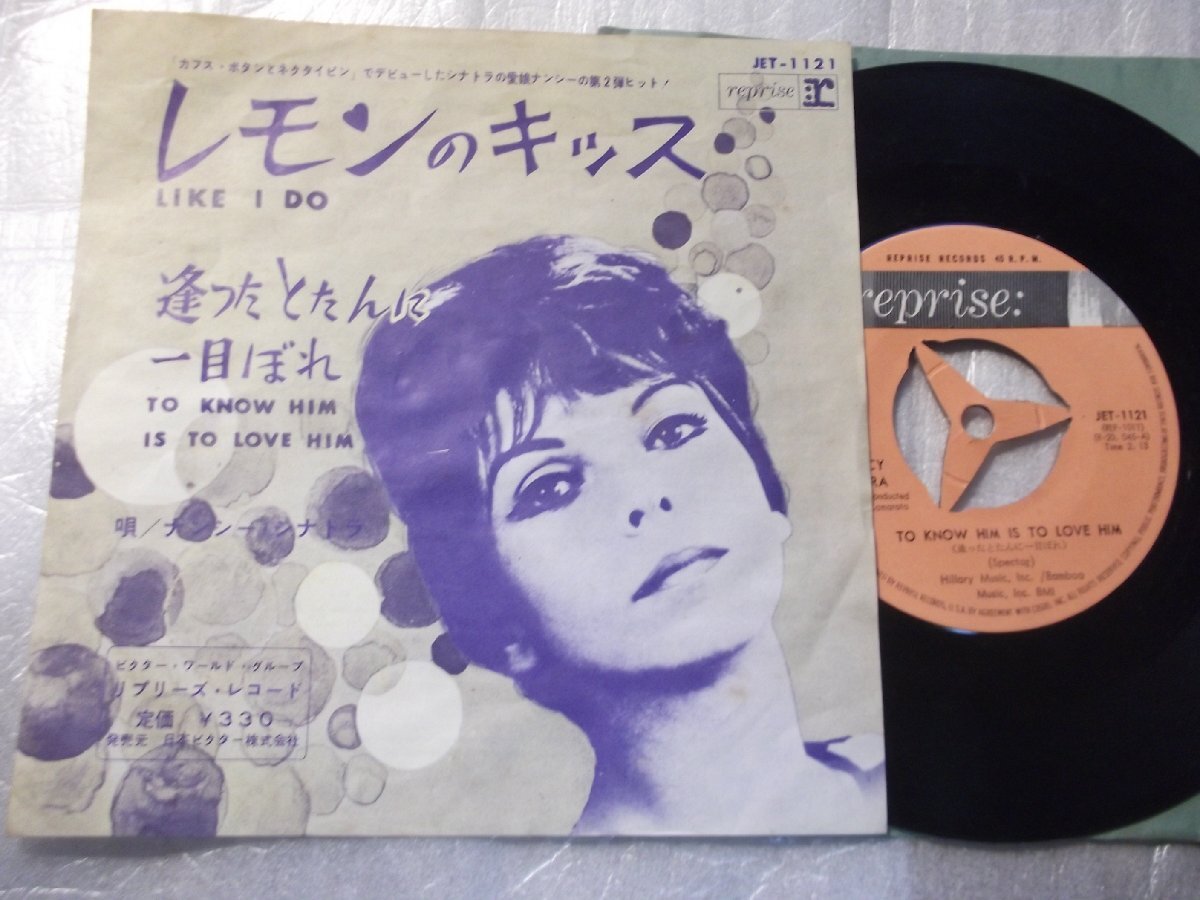 「カフス・ボタンとネクタイピン」でデビューしたシナトラの愛娘ナンシーの第2弾ヒット!
JET-1121
reprise r
レモンのキッス
LIKE I DO
逢ったとたんに
一目ぼれ
TO KNOW HIM
IS TO LOVE HIM
唄/ナンシー・シナトラ
ビクター・ワールド・グループ
リプリーズ・レコード
定価/¥330
発売元 日本ビクター株式会社
REPRISE RECORDS 45 R.P.M.
reprise:
JET-1121
Time 2:15
CY
RA
onducted
amarata
TO KNOW HIM IS TO LOVE HIM
(逢ったとたんに一目ぼれ)
(Spector)
Hillary Music, Inc. /Bamboo
Music, Inc. BMI